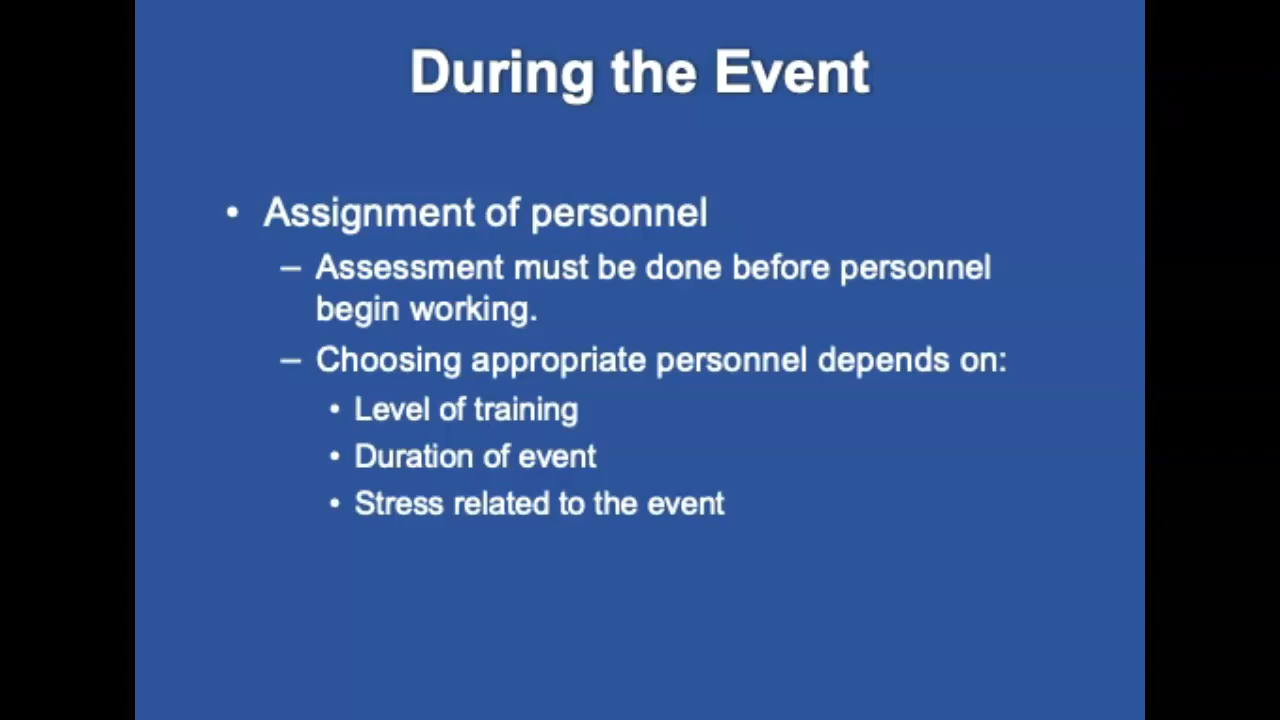 During the Event
• Assignment of personnel
– Assessment must be done before personnel
begin working.
– Choosing appropriate personnel depends on:
• Level of training
• Duration of event
• Stress related to the event